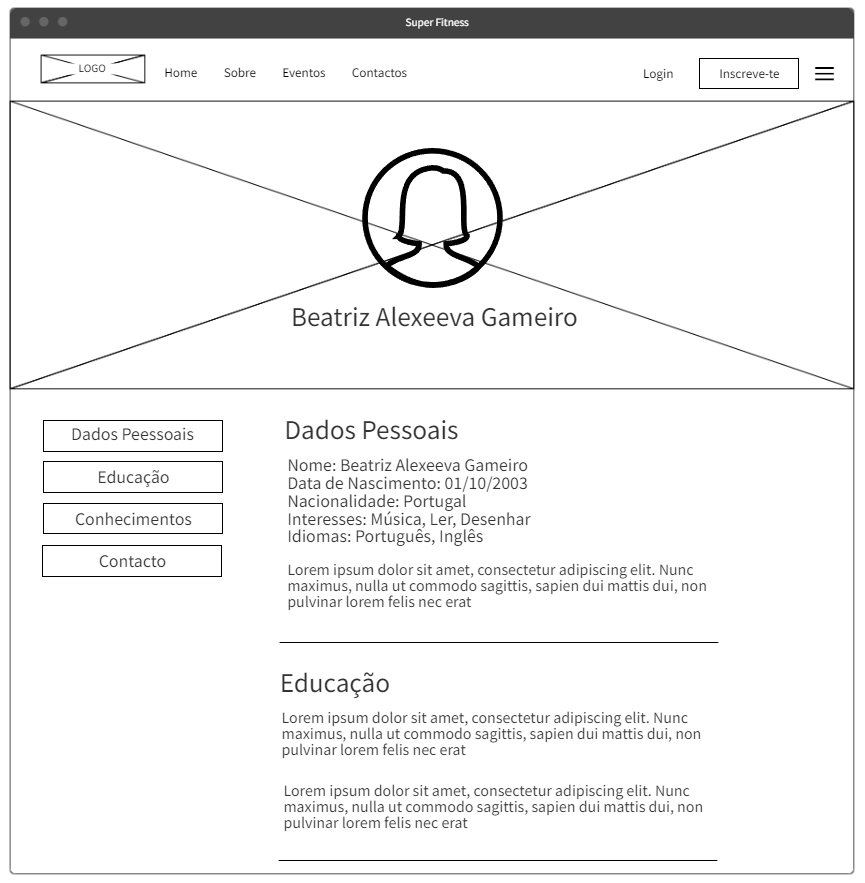 Super Fitness
LOGO
Home Sobre Eventos Contactos Login Inscreve-te
Beatriz Alexeeva Gameiro
Dados Peessoais
Educação
Conhecimentos
Contacto
Dados Pessoais
Nome: Beatriz Alexeeva Gameiro
Data de Nascimento: 01/10/2003
Nacionalidade: Portugal
Interesses: Música, Ler, Desenhar
Idiomas: Português, Inglês
Lorem ipsum dolor sit amet, consectetur adipiscing elit. Nunc
maximus, nulla ut commodo sagittis, sapien dui mattis dui, non
pulvinar lorem felis nec erat
Educação
Lorem ipsum dolor sit amet, consectetur adipiscing elit. Nunc
maximus, nulla ut commodo sagittis, sapien dui mattis dui, non
pulvinar lorem felis nec erat
Lorem ipsum dolor sit amet, consectetur adipiscing elit. Nunc
maximus, nulla ut commodo sagittis, sapien dui mattis dui, non
pulvinar lorem felis nec erat